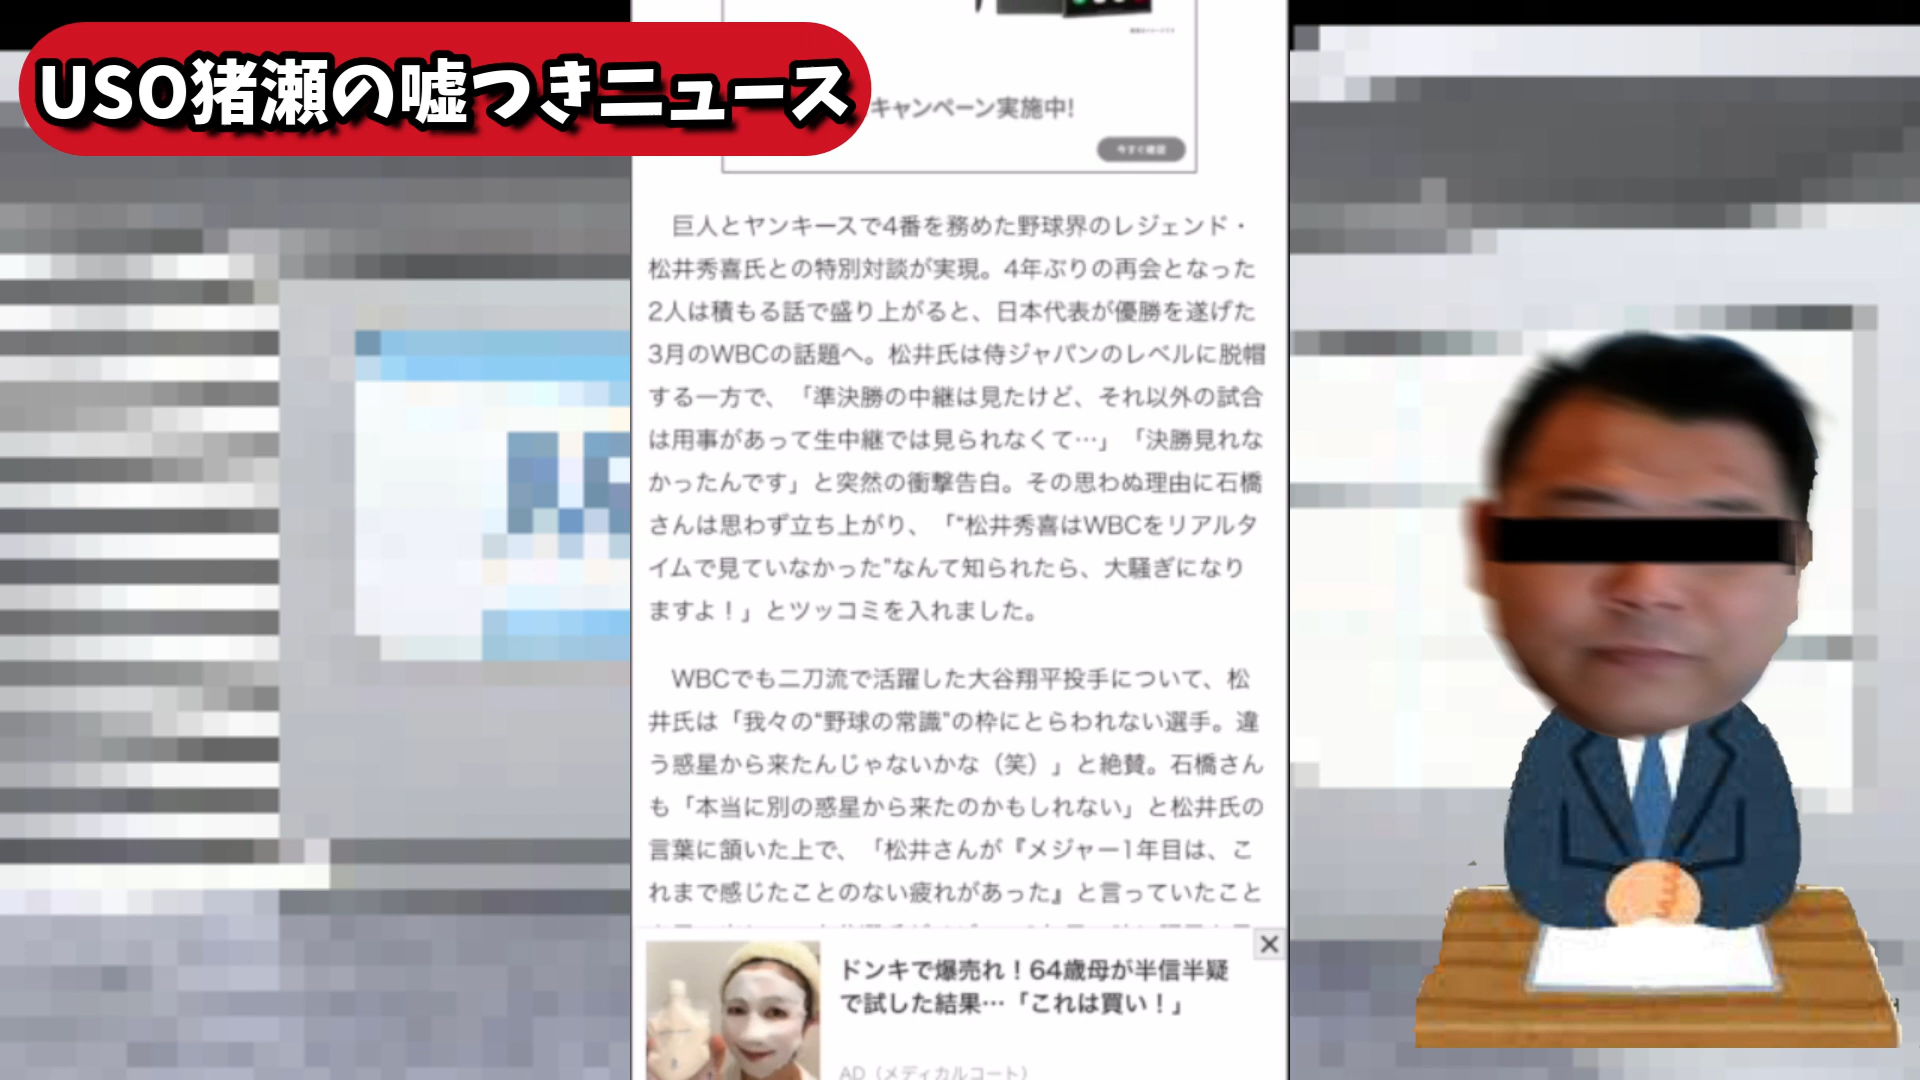 USO猪瀬の嘘つきニュース
キャンペーン実施中!
今すぐ確認
巨人とヤンキースで4番を務めた野球界のレジェンド・
松井秀喜氏との特別対談が実現。4年ぶりの再会となった
2人は積もる話で盛り上がると、日本代表が優勝を遂げた
3月のWBCの話題へ。松井氏は侍ジャパンのレベルに脱帽
する一方で、「準決勝の中継は見たけど、それ以外の試合
は用事があって生中継では見られなくて…」「決勝見れな
かったんです」と突然の衝撃告白。その思わぬ理由に石橋
さんは思わず立ち上がり、「“松井秀喜はWBCをリアルタ
イムで見ていなかった”なんて知られたら、大騒ぎになり
ますよ！」とツッコミを入れました。
WBCでも二刀流で活躍した大谷翔平投手について、松
井氏は「我々の“野球の常識”の枠にとらわれない選手。違
う惑星から来たんじゃないかな（笑）」と絶賛。石橋さん
も「本当に別の惑星から来たのかもしれない」と松井氏の
言葉に頷いた上で、「松井さんが『メジャー1年目は、こ
れまで感じたことのない疲れがあった』と言っていたこと
ドンキで爆売れ！64歳母が半信半疑
で試した結果…「これは買い！」
AD（メディカルコート）